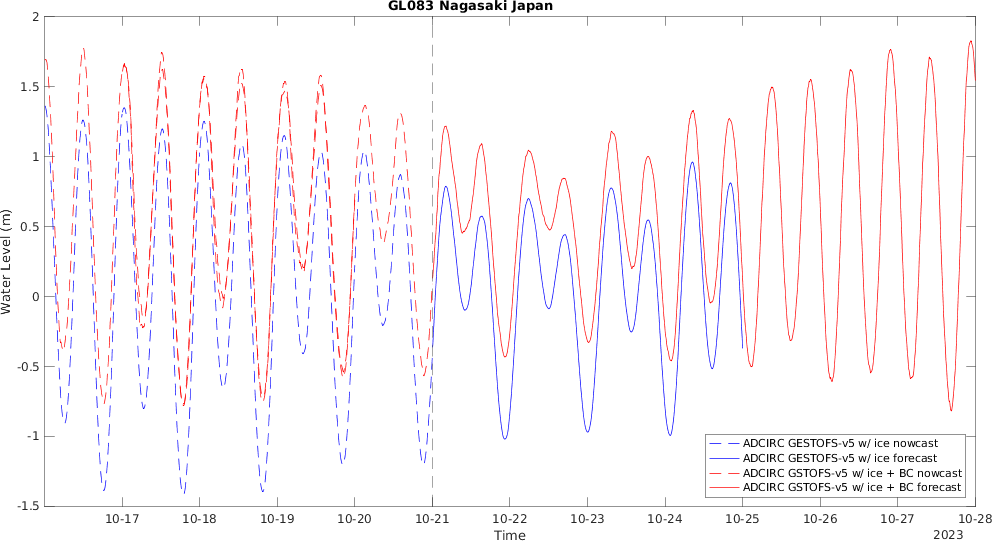 GL083 Nagasaki Japan
2
1.5
1
0.5
0
-0.5
-1
-1.5
Water Level (m)
10-17 10-18 10-19 10-20 10-21 10-22 10-23 10-24 10-25 10-26 10-27 10-28
Time
2023
ADCIRC GESTOFS-v5 w/ ice nowcast
ADCIRC GESTOFS-v5 w/ ice forecast
ADCIRC GSTOFS-v5 w/ ice + BC nowcast
ADCIRC GSTOFS-v5 w/ ice + BC forecast